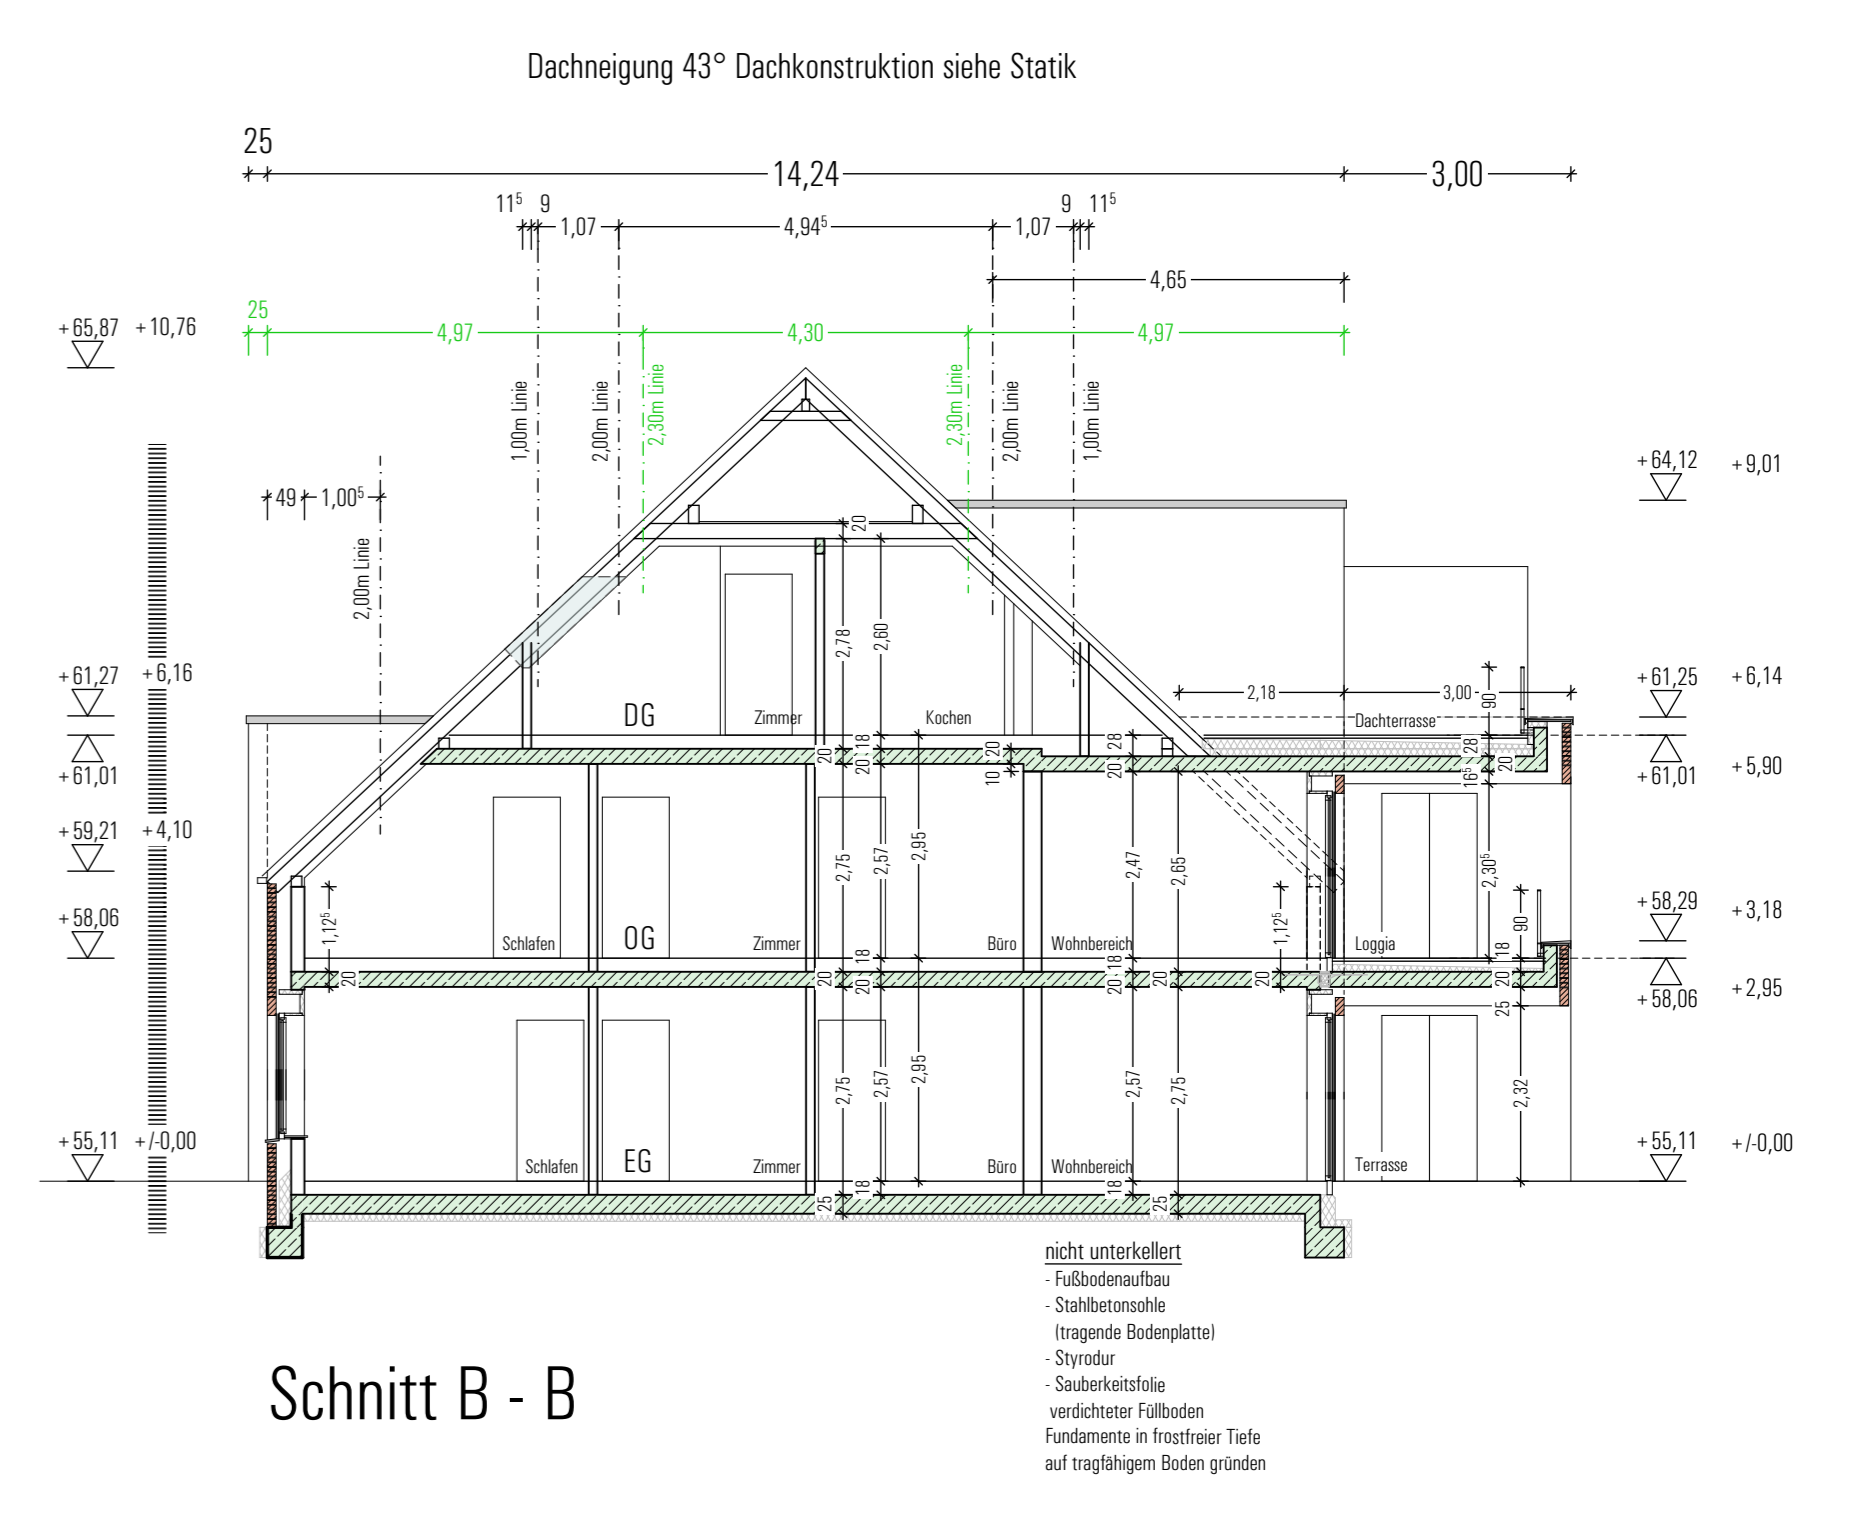 Dachneigung 43° Dachkonstruktion siehe Statik
25
14,24
3,00
11⁵ 9 9 11⁵
1,07 4,94⁵ 1,07
4,65
25
4,97 4,30 4,97
+65,87 +10,76
1,00m Linie
2,00m Linie
2,30m Linie
2,30m Linie
2,00m Linie
1,00m Linie
+64,12 +9,01
49 1,00⁵
2,00m Linie
20
2,78
2,60
+61,27 +6,16
+61,25 +6,14
2,18 3,00
90
DG Zimmer Kochen Dachterrasse
20 18 20 20 10 28 20 28 16⁵ 20
+61,01
+61,01 +5,90
+59,21 +4,10
2,75
2,57
2,95
2,47
2,65
2,30⁵
+58,06
+58,29 +3,18
1,12⁵
1,12⁵
90
Schlafen OG Zimmer Büro Wohnbereich Loggia
20 20 18 20 18 20 20 20 18 20 25
+58,06 +2,95
2,75
2,57
2,95
2,57
2,75
2,32
+55,11 +/-0,00
+55,11 +/-0,00
Schlafen EG Zimmer Büro Wohnbereich Terrasse
25 18 18 25
nicht unterkellert
- Fußbodenaufbau
- Stahlbetonsohle
(tragende Bodenplatte)
- Styrodur
- Sauberkeitsfolie
verdichteter Füllboden
Fundamente in frostfreier Tiefe
auf tragfähigem Boden gründen
Schnitt B - B